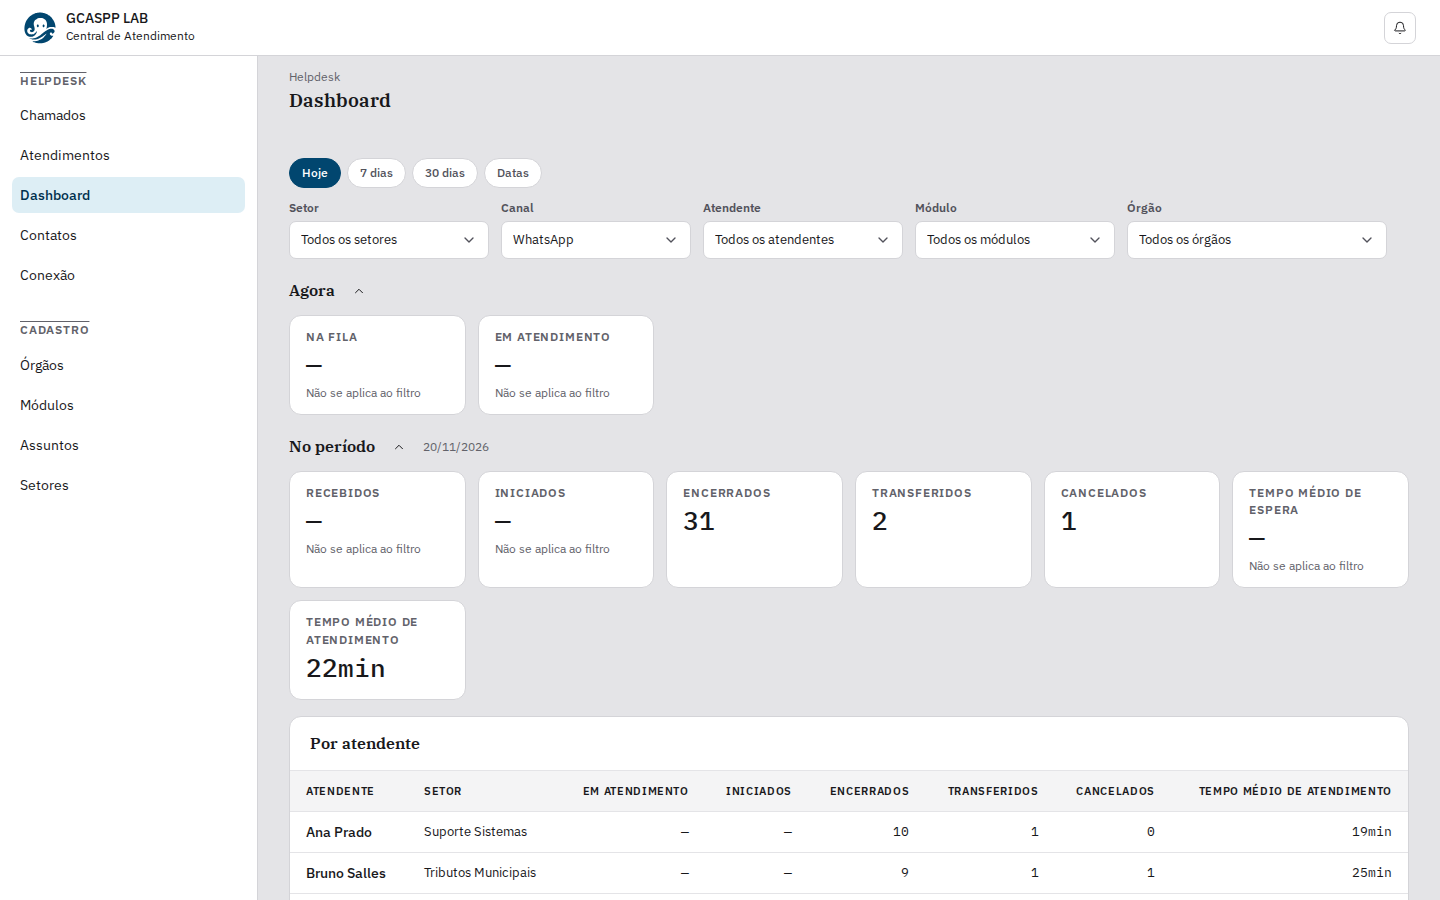 GCASPP LAB
Central de Atendimento
HELPDESK
Chamados
Atendimentos
Dashboard
Contatos
Conexão
CADASTRO
Órgãos
Módulos
Assuntos
Setores
Helpdesk
Dashboard
Hoje 7 dias 30 dias Datas
Setor Canal Atendente Módulo Órgão
Todos os setores WhatsApp Todos os atendentes Todos os módulos Todos os órgãos
Agora
NA FILA EM ATENDIMENTO
— —
Não se aplica ao filtro Não se aplica ao filtro
No período 20/11/2026
RECEBIDOS
—
Não se aplica ao filtro
INICIADOS
—
Não se aplica ao filtro
ENCERRADOS
31
TRANSFERIDOS
2
CANCELADOS
1
TEMPO MÉDIO DE
ESPERA
—
Não se aplica ao filtro
TEMPO MÉDIO DE
ATENDIMENTO
22min
Por atendente
ATENDENTE SETOR EM ATENDIMENTO INICIADOS ENCERRADOS TRANSFERIDOS CANCELADOS TEMPO MÉDIO DE ATENDIMENTO
Ana Prado Suporte Sistemas — — 10 1 0 19min
Bruno Salles Tributos Municipais — — 9 1 1 25min